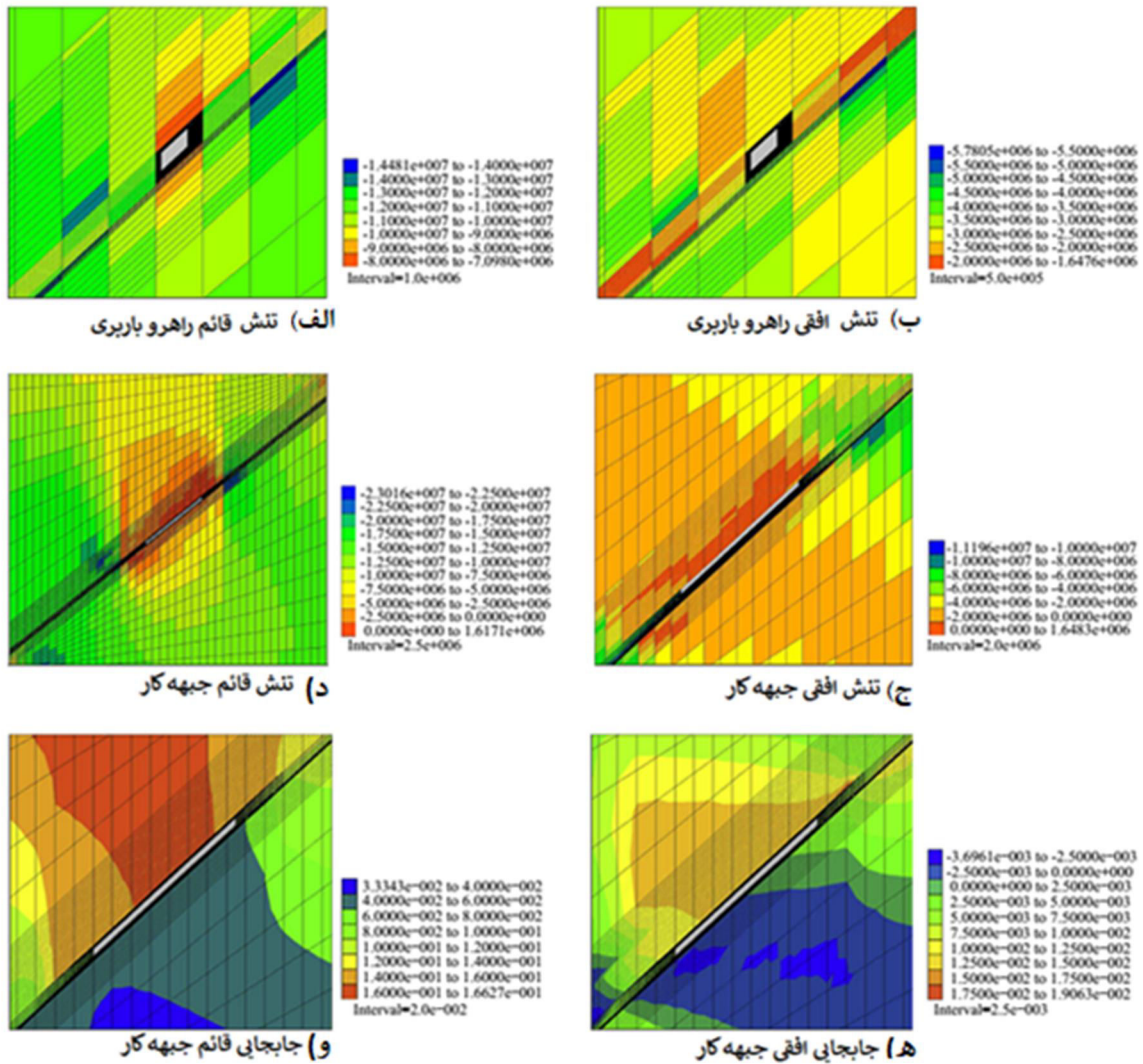 -1.4481e+007 to -1.4000e+007
-1.4000e+007 to -1.3000e+007
-1.3000e+007 to -1.2000e+007
-1.2000e+007 to -1.1000e+007
-1.1000e+007 to -1.0000e+007
-1.0000e+007 to -9.0000e+006
-9.0000e+006 to -8.0000e+006
-8.0000e+006 to -7.0980e+006
Interval=1.0e+006
الف) تنش قائم راهرو باربری
-5.7805e+006 to -5.5000e+006
-5.5000e+006 to -5.0000e+006
-5.0000e+006 to -4.5000e+006
-4.5000e+006 to -4.0000e+006
-4.0000e+006 to -3.5000e+006
-3.5000e+006 to -3.0000e+006
-3.0000e+006 to -2.5000e+006
-2.5000e+006 to -2.0000e+006
-2.0000e+006 to -1.6476e+006
Interval=5.0e+005
ب) تنش افقی راهرو باربری
-2.3016e+007 to -2.2500e+007
-2.2500e+007 to -2.0000e+007
-2.0000e+007 to -1.7500e+007
-1.7500e+007 to -1.5000e+007
-1.5000e+007 to -1.2500e+007
-1.2500e+007 to -1.0000e+007
-1.0000e+007 to -7.5000e+006
-7.5000e+006 to -5.0000e+006
-5.0000e+006 to -2.5000e+006
-2.5000e+006 to 0.0000e+000
0.0000e+000 to 1.6171e+006
Interval=2.5e+006
د) تنش قائم جبهه کار
-1.1196e+007 to -1.0000e+007
-1.0000e+007 to -8.0000e+006
-8.0000e+006 to -6.0000e+006
-6.0000e+006 to -4.0000e+006
-4.0000e+006 to -2.0000e+006
-2.0000e+006 to 0.0000e+000
0.0000e+000 to 1.6483e+006
Interval=2.0e+006
ج) تنش افقی جبهه کار
3.3343e-002 to 4.0000e-002
4.0000e-002 to 6.0000e-002
6.0000e-002 to 8.0000e-002
8.0000e-002 to 1.0000e-001
1.0000e-001 to 1.2000e-001
1.2000e-001 to 1.4000e-001
1.4000e-001 to 1.6000e-001
1.6000e-001 to 1.6627e-001
Interval=2.0e-002
و) جابجایی قائم جبهه کار
-3.6961e-003 to -2.5000e-003
-2.5000e-003 to 0.0000e+000
0.0000e+000 to 2.5000e-003
2.5000e-003 to 5.0000e-003
5.0000e-003 to 7.5000e-003
7.5000e-003 to 1.0000e-002
1.0000e-002 to 1.2500e-002
1.2500e-002 to 1.5000e-002
1.5000e-002 to 1.7500e-002
1.7500e-002 to 1.9063e-002
Interval=2.5e-003
ه) جابجایی افقی جبهه کار